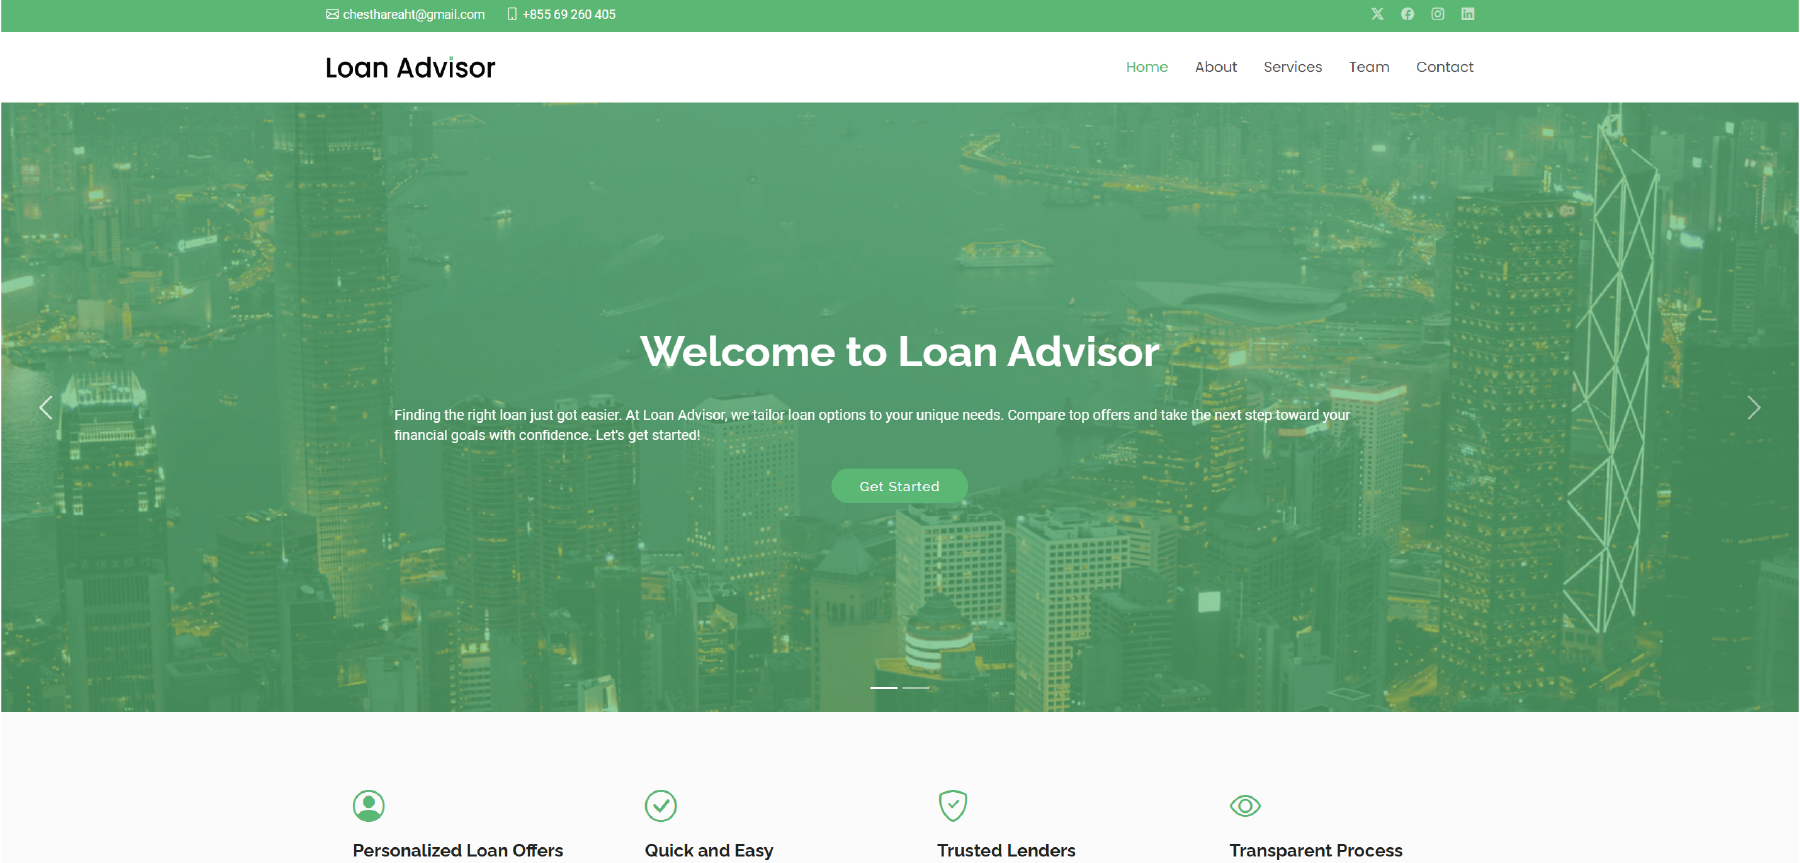 chesthareaht@gmail.com
+855 69 260 405
Loan Advisor
Home
About
Services
Team
Contact
Welcome to Loan Advisor
Finding the right loan just got easier. At Loan Advisor, we tailor loan options to your unique needs. Compare top offers and take the next step toward your
financial goals with confidence. Let's get started!
Get Started
Personalized Loan Offers
Quick and Easy
Trusted Lenders
Transparent Process